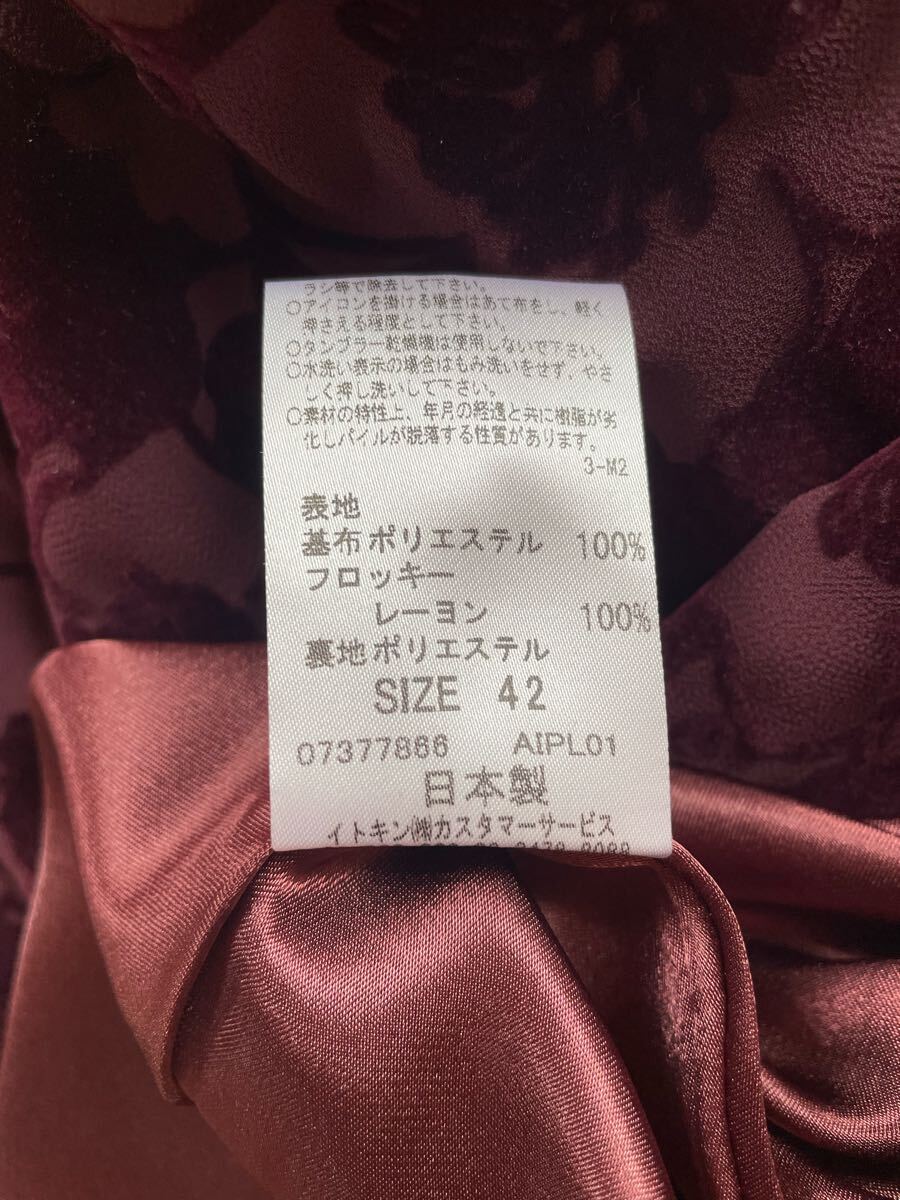 ラシ等で除去して下さい。
○アイロンを掛ける場合はあて布をし、軽く
押さえる程度として下さい。
○タンブラー乾燥機は使用しないで下さい。
○水洗い表示の場合はもみ洗いをせず、やさ
しく押し洗いして下さい。
○素材の特性上、年月の経過と共に樹脂が劣
化しパイルが脱落する性質があります。
3-M2
表地
基布ポリエステル 100%
フロッキー
レーヨン 100%
裏地ポリエステル
SIZE 42
07377866 AIPL01
日本製
イトキン㈱カスタマーサービス